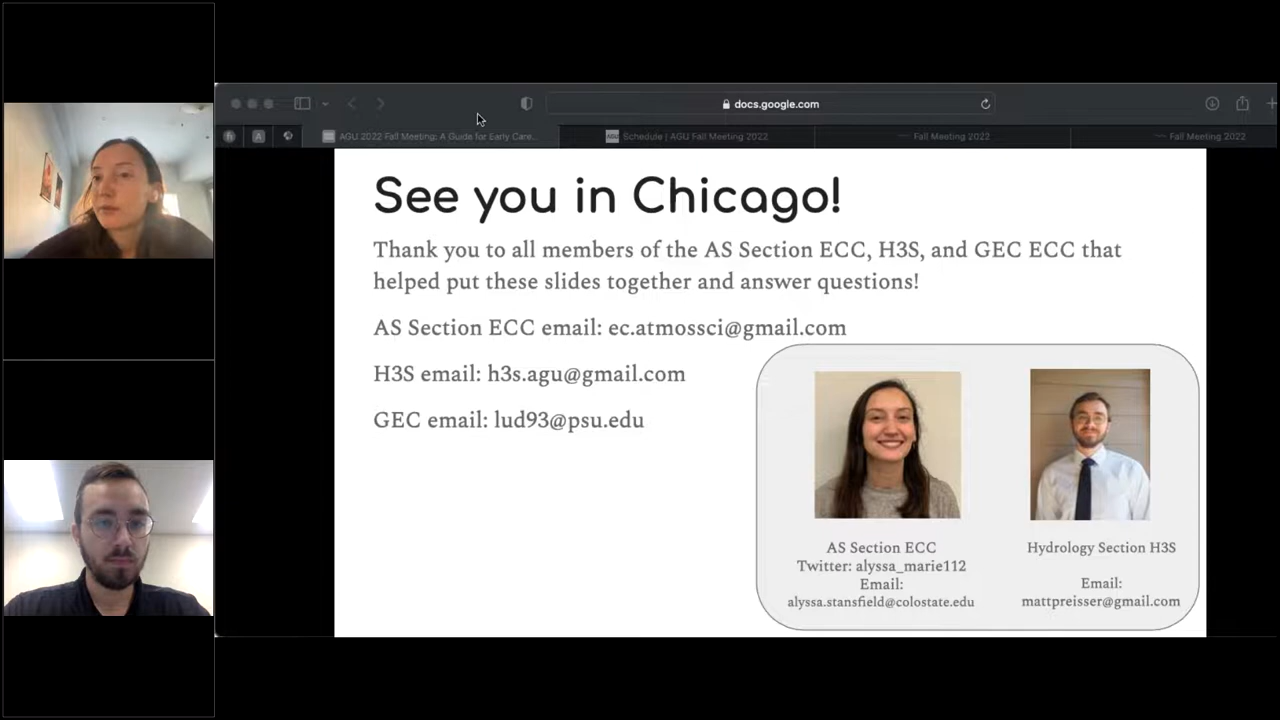 docs.google.com
AGU 2022 Fall Meeting: A Guide for Early Care...
Schedule | AGU Fall Meeting 2022
Fall Meeting 2022
Fall Meeting 2022
See you in Chicago!
Thank you to all members of the AS Section ECC, H3S, and GEC ECC that
helped put these slides together and answer questions!
AS Section ECC email: ec.atmossci@gmail.com
H3S email: h3s.agu@gmail.com
GEC email: lud93@psu.edu
AS Section ECC
Twitter: alyssa_marie112
Email:
alyssa.stansfield@colostate.edu
Hydrology Section H3S
Email:
mattpreisser@gmail.com